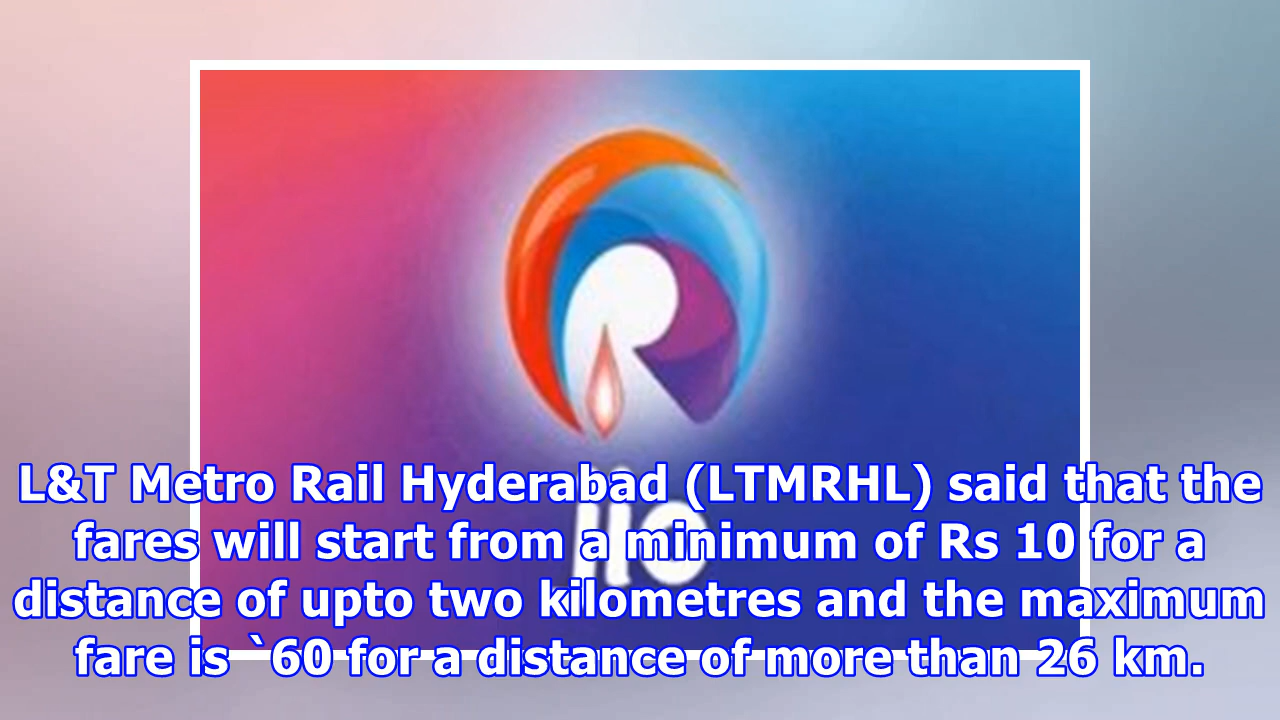 L&T Metro Rail Hyderabad (LTMRHL) said that the
fares will start from a minimum of Rs 10 for a
distance of upto two kilometres and the maximum
fare is `60 for a distance of more than 26 km.